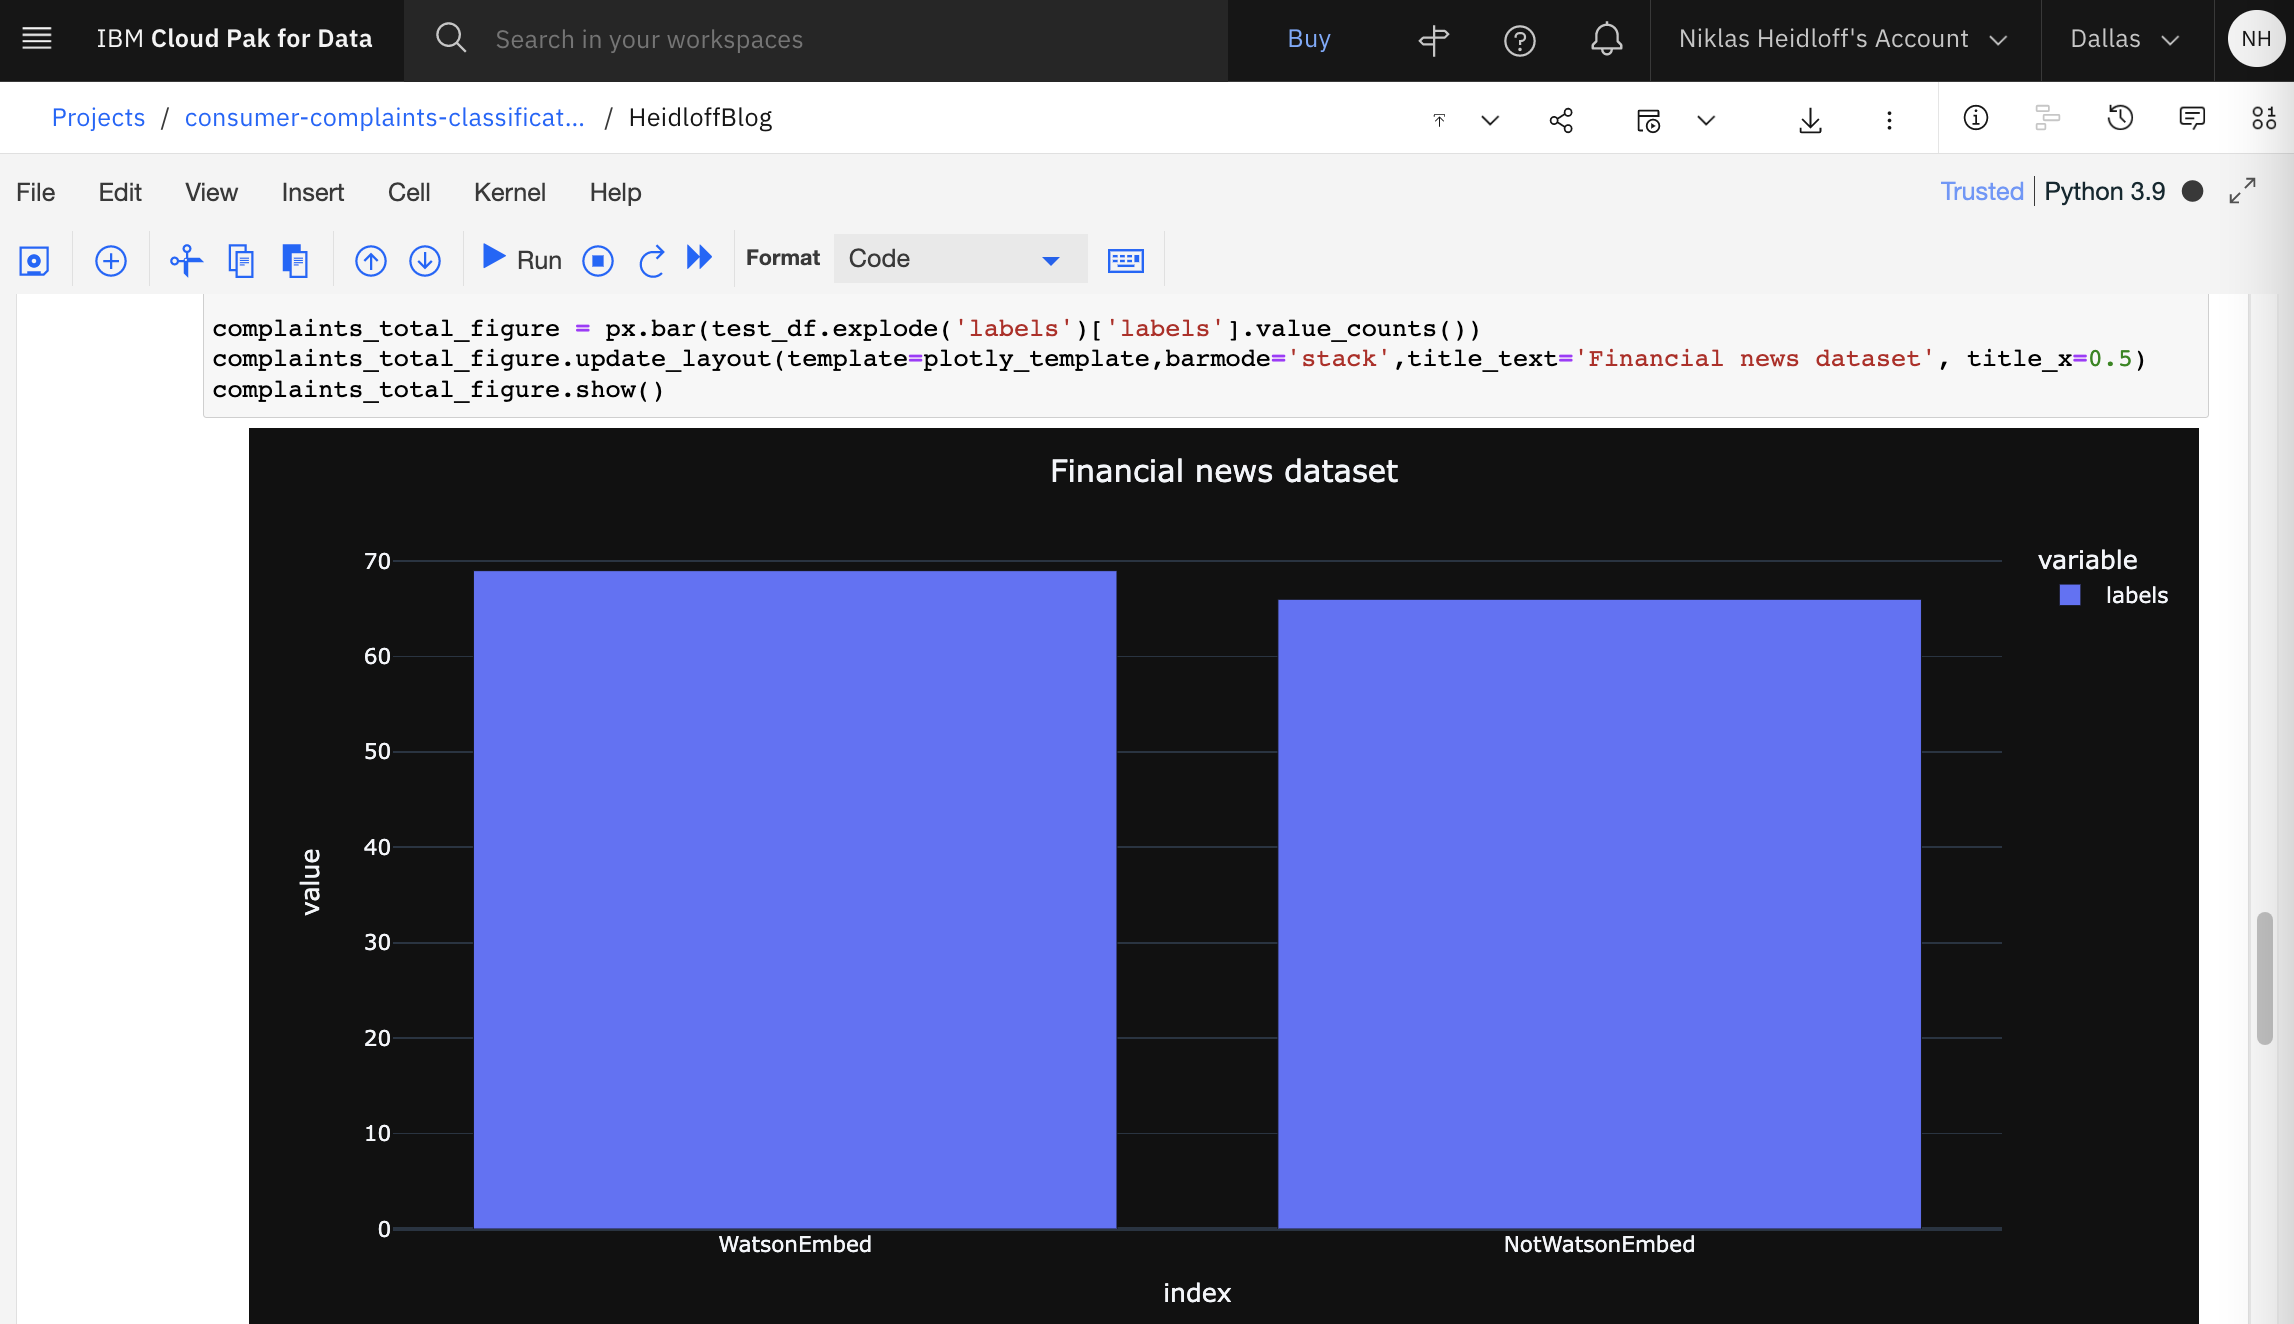 IBM Cloud Pak for Data
Search in your workspaces
Buy
Niklas Heidloff's Account
Dallas
NH
Projects / consumer-complaints-classificat... / HeidloffBlog
File Edit View Insert Cell Kernel Help
Trusted Python 3.9
Run
Format
Code
complaints_total_figure = px.bar(test_df.explode('labels')['labels'].value_counts())
complaints_total_figure.update_layout(template=plotly_template,barmode='stack',title_text='Financial news dataset', title_x=0.5)
complaints_total_figure.show()
Financial news dataset
variable
labels
70
60
50
40
30
20
10
0
value
WatsonEmbed
NotWatsonEmbed
index